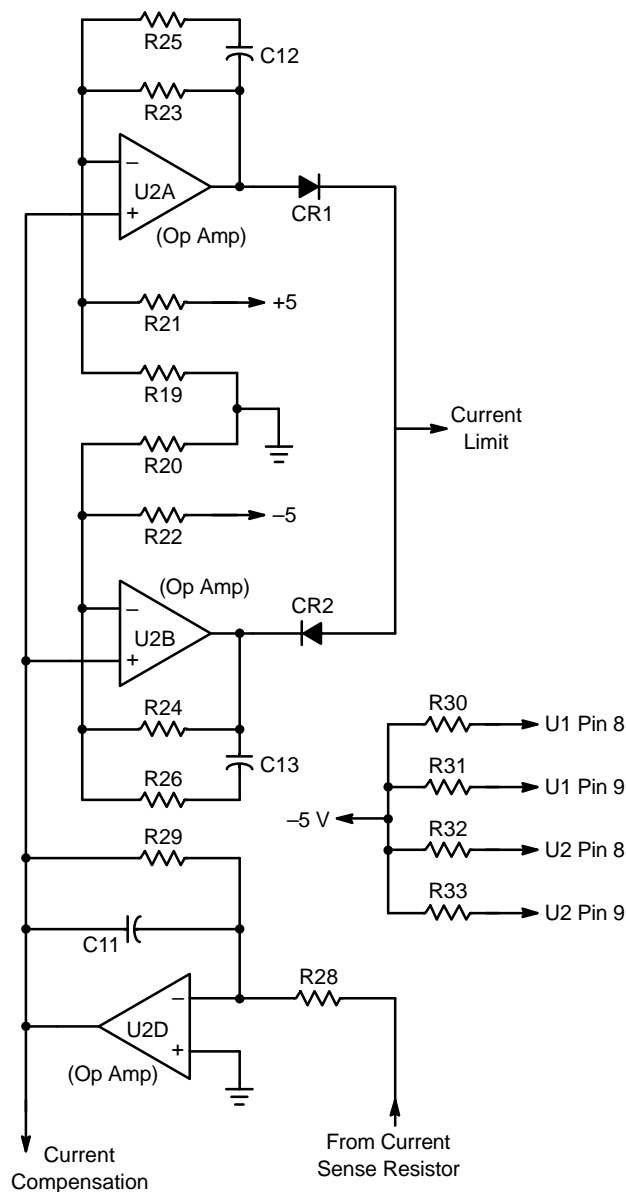 R25
C12
R23
–
U2A
+
(Op Amp)
CR1
R21
+5
R19
Current
Limit
R20
R22
–5
(Op Amp)
–
U2B
+
CR2
R24
C13
R26
R30
U1 Pin 8
R31
U1 Pin 9
–5 V
R32
U2 Pin 8
R33
U2 Pin 9
R29
C11
R28
–
U2D
+
(Op Amp)
From Current
Sense Resistor
Current
Compensation